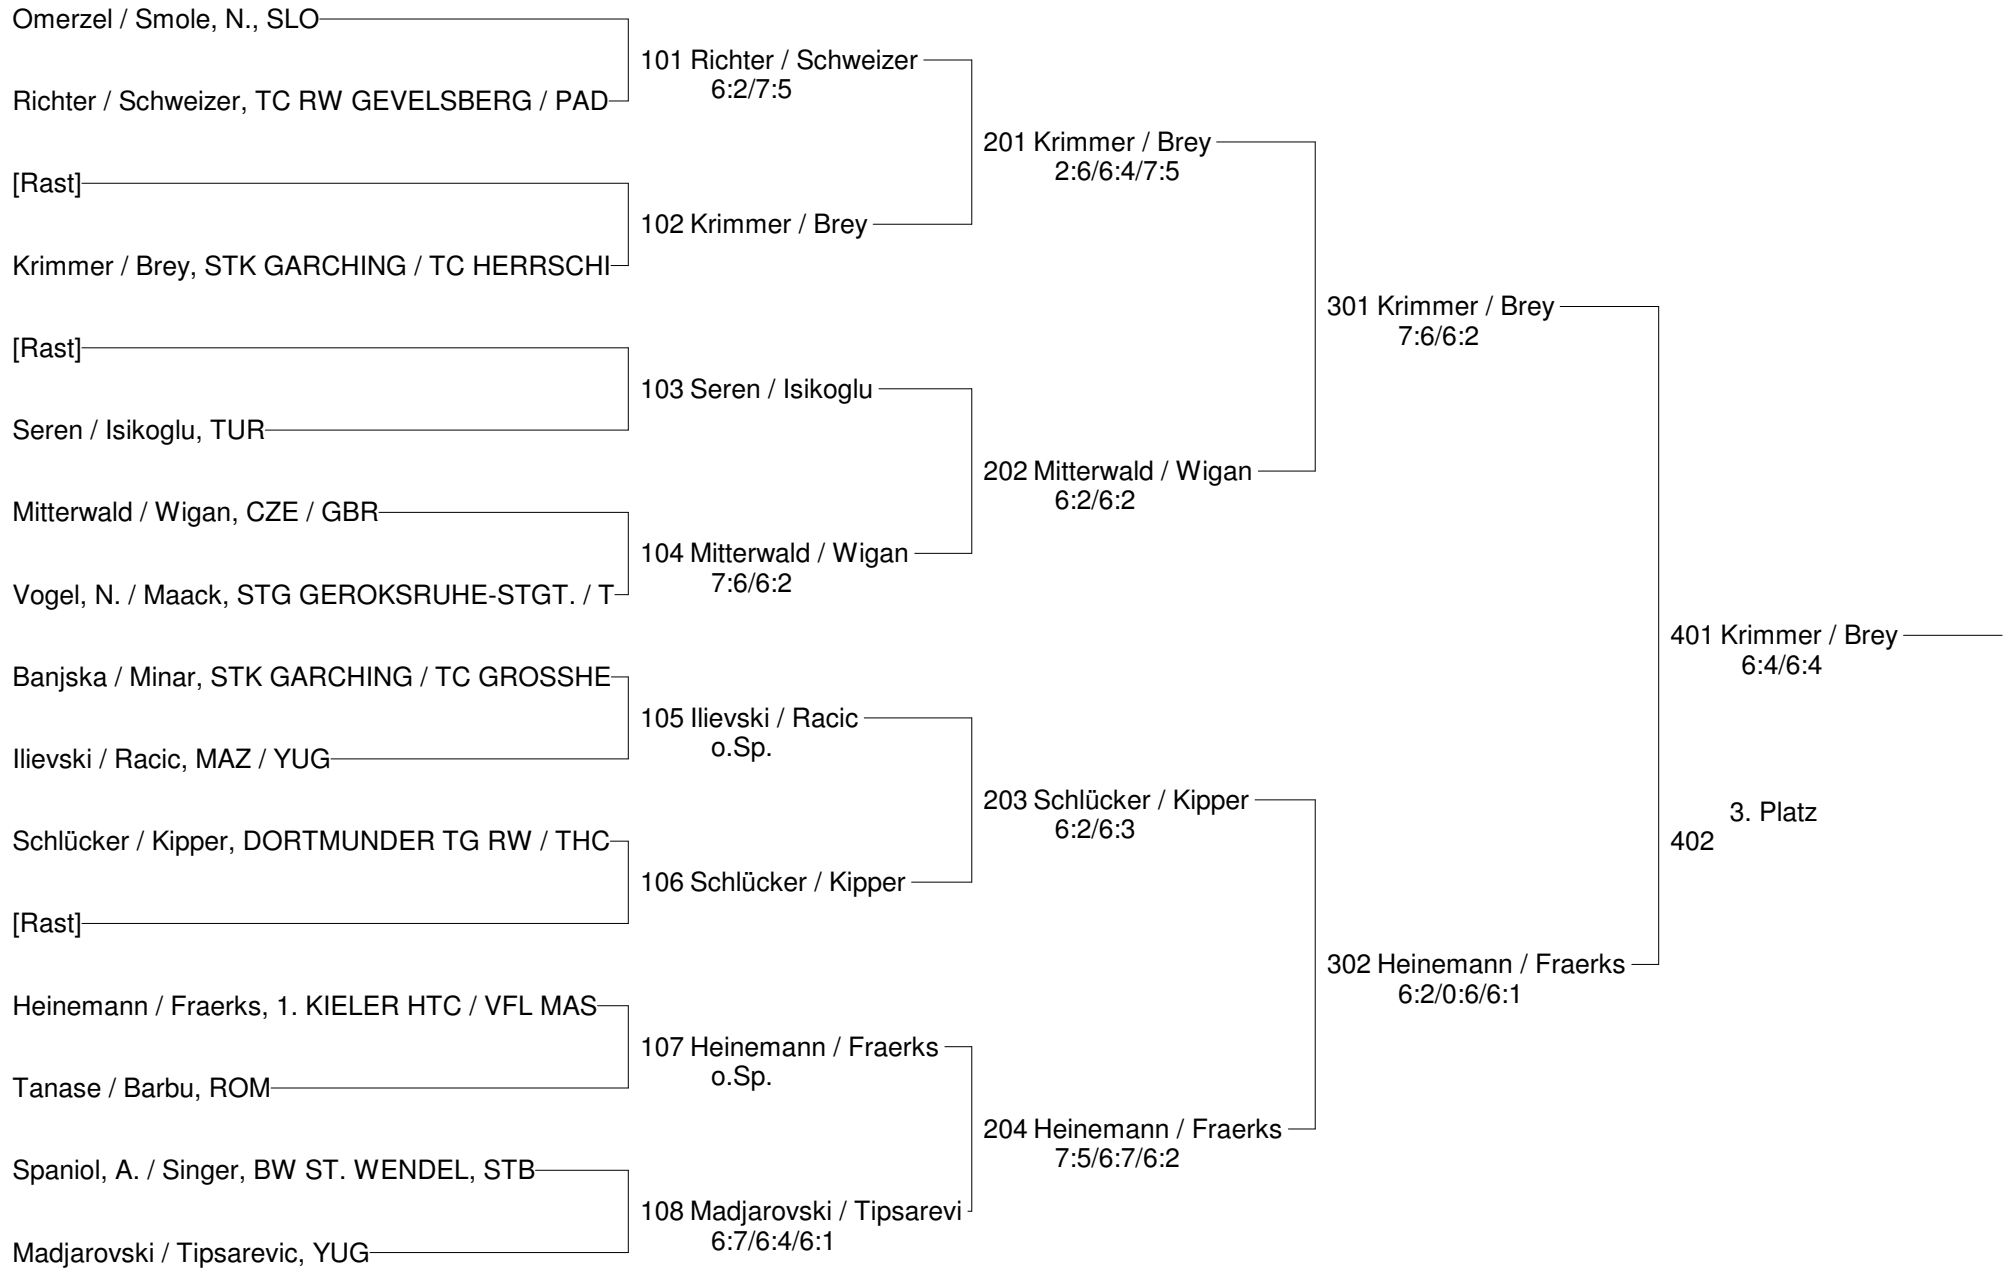 Omerzel / Smole, N., SLO
Richter / Schweizer, TC RW GEVELSBERG / PAD
[Rast]
Krimmer / Brey, STK GARCHING / TC HERRSCHI
[Rast]
Seren / Isikoglu, TUR
Mitterwald / Wigan, CZE / GBR
Vogel, N. / Maack, STG GEROKSRUHE-STGT. / T
Banjska / Minar, STK GARCHING / TC GROSSHE
Ilievski / Racic, MAZ / YUG
Schlücker / Kipper, DORTMUNDER TG RW / THC
[Rast]
Heinemann / Fraerks, 1. KIELER HTC / VFL MAS
Tanase / Barbu, ROM
Spaniol, A. / Singer, BW ST. WENDEL, STB
Madjarovski / Tipsarevic, YUG
101 Richter / Schweizer
6:2/7:5
102 Krimmer / Brey
103 Seren / Isikoglu
104 Mitterwald / Wigan
7:6/6:2
105 Ilievski / Racic
o.Sp.
106 Schlücker / Kipper
107 Heinemann / Fraerks
o.Sp.
108 Madjarovski / Tipsarevi
6:7/6:4/6:1
201 Krimmer / Brey
2:6/6:4/7:5
202 Mitterwald / Wigan
6:2/6:2
203 Schlücker / Kipper
6:2/6:3
204 Heinemann / Fraerks
7:5/6:7/6:2
301 Krimmer / Brey
7:6/6:2
302 Heinemann / Fraerks
6:2/0:6/6:1
401 Krimmer / Brey
6:4/6:4
3. Platz
402